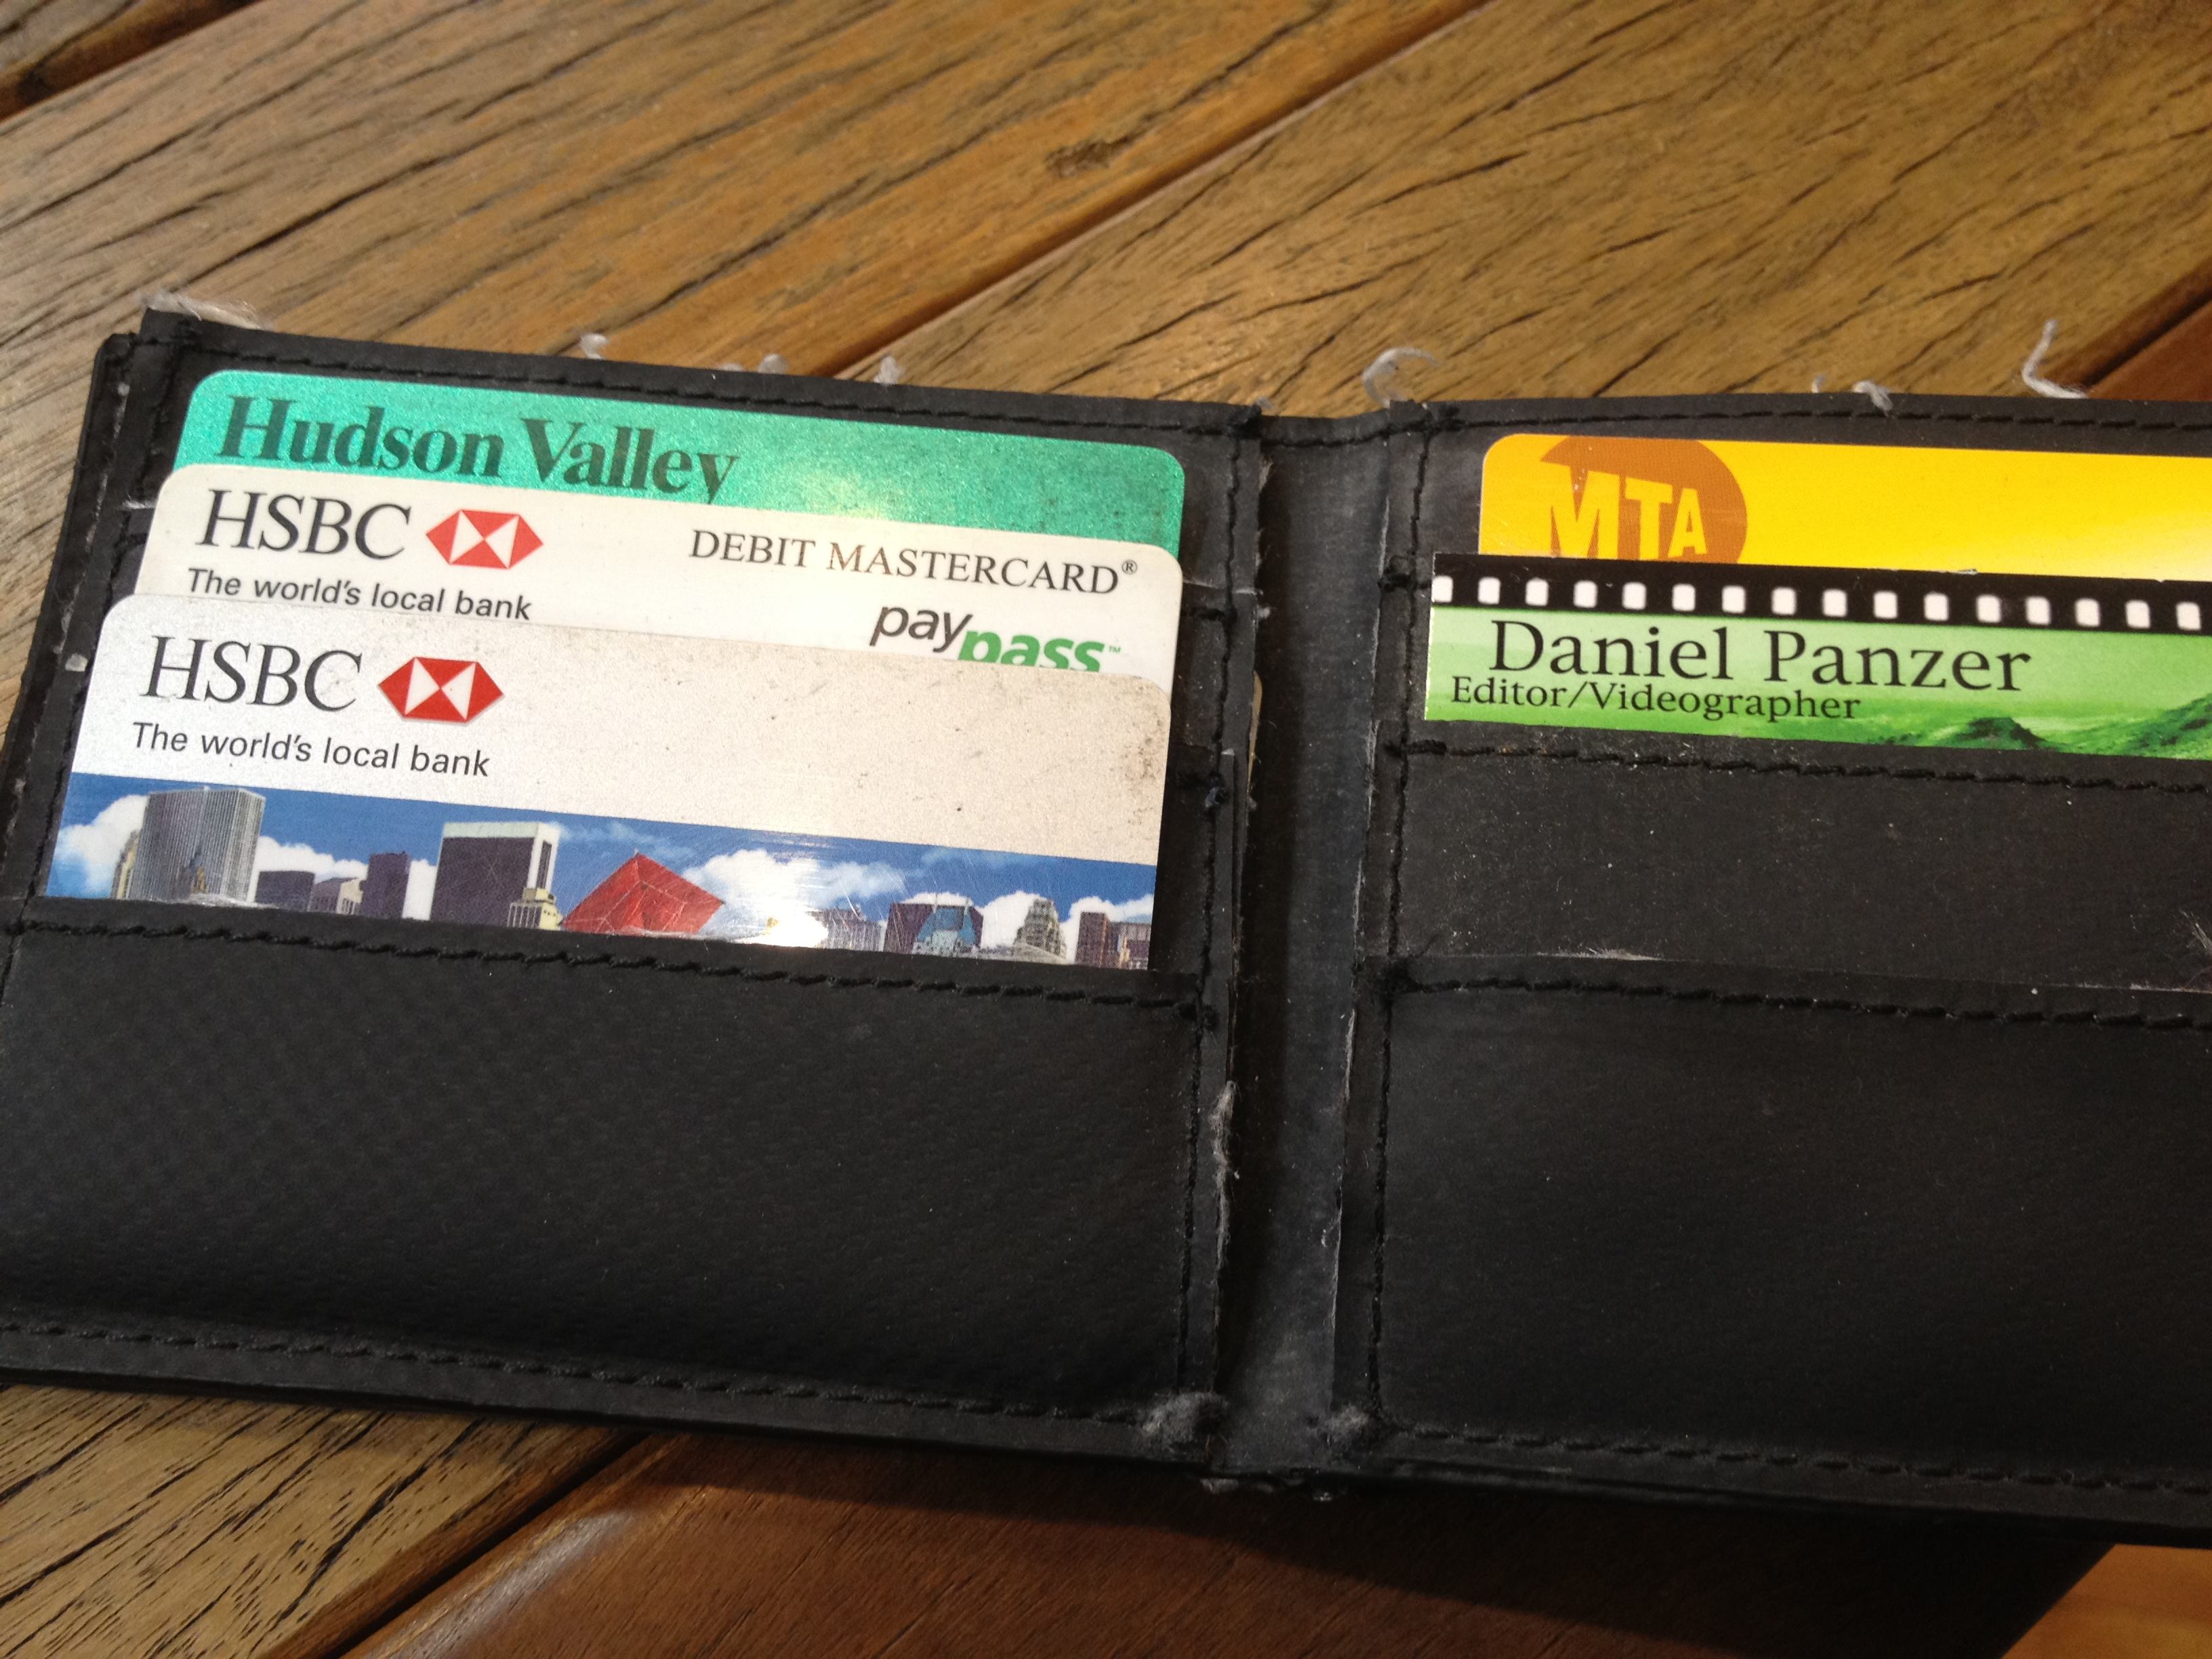 Hudson Valley
HSBC
DEBIT MASTERCARD®
The world's local bank
paypass™
HSBC
The world's local bank
MTA
Daniel Panzer
Editor/Videographer